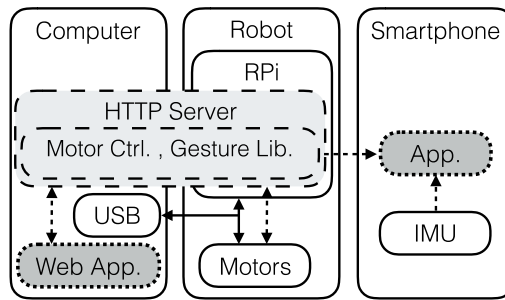 Computer
Robot
Smartphone
RPi
HTTP Server
Motor Ctrl. , Gesture Lib.
App.
USB
IMU
Web App.
Motors